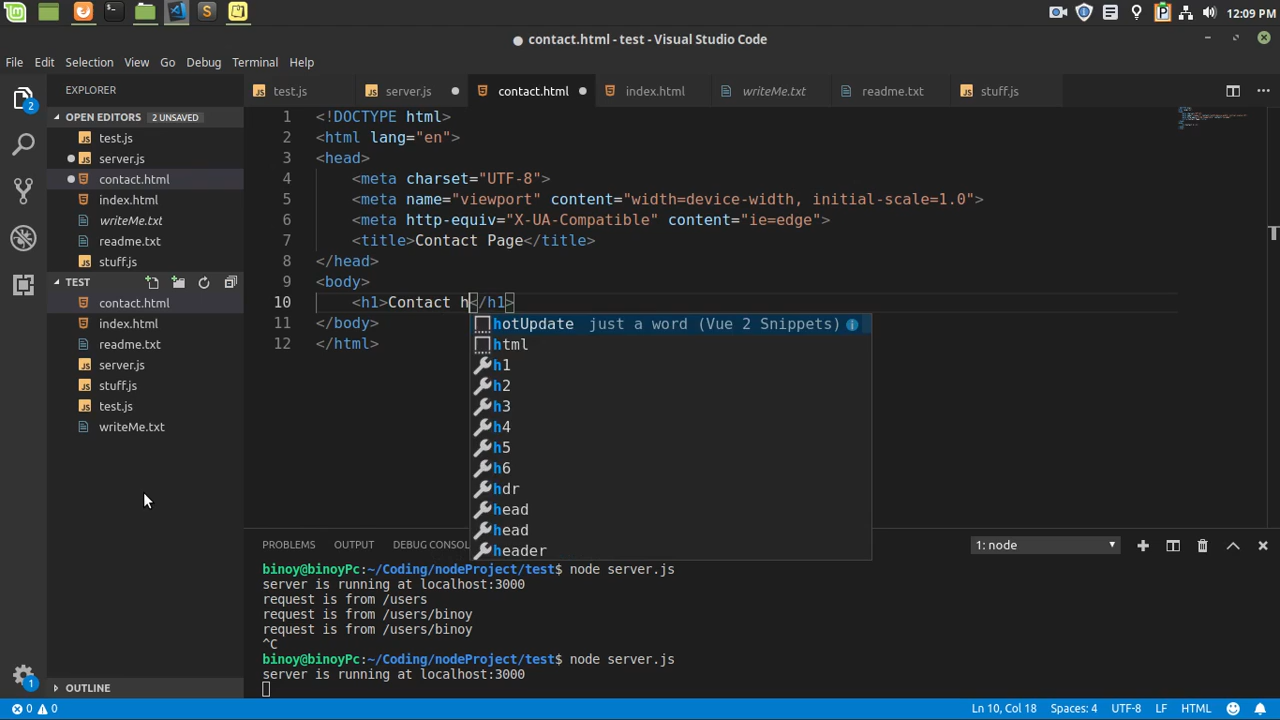 12:09 PM
contact.html - test - Visual Studio Code
File Edit Selection View Go Debug Terminal Help
EXPLORER
test.js server.js contact.html index.html writeMe.txt readme.txt stuff.js
2
OPEN EDITORS 2 UNSAVED
test.js
server.js
contact.html
index.html
writeMe.txt
readme.txt
stuff.js
TEST
contact.html
index.html
readme.txt
server.js
stuff.js
test.js
writeMe.txt
OUTLINE
1
1 <!DOCTYPE html>
2 <html lang="en">
3 <head>
4 <meta charset="UTF-8">
5 <meta name="viewport" content="width=device-width, initial-scale=1.0">
6 <meta http-equiv="X-UA-Compatible" content="ie=edge">
7 <title>Contact Page</title>
8 </head>
9 <body>
10 <h1>Contact h</h1>
11 </body>
12 </html>
hotUpdate just a word (Vue 2 Snippets)
html
h1
h2
h3
h4
h5
h6
hdr
head
head
header
PROBLEMS OUTPUT DEBUG CONSOL 1: node
binoy@binoyPc:~/Coding/nodeProject/test$ node server.js
server is running at localhost:3000
request is from /users
request is from /users/binoy
request is from /users/binoy
^C
binoy@binoyPc:~/Coding/nodeProject/test$ node server.js
server is running at localhost:3000
0 0 Ln 10, Col 18 Spaces: 4 UTF-8 LF HTML